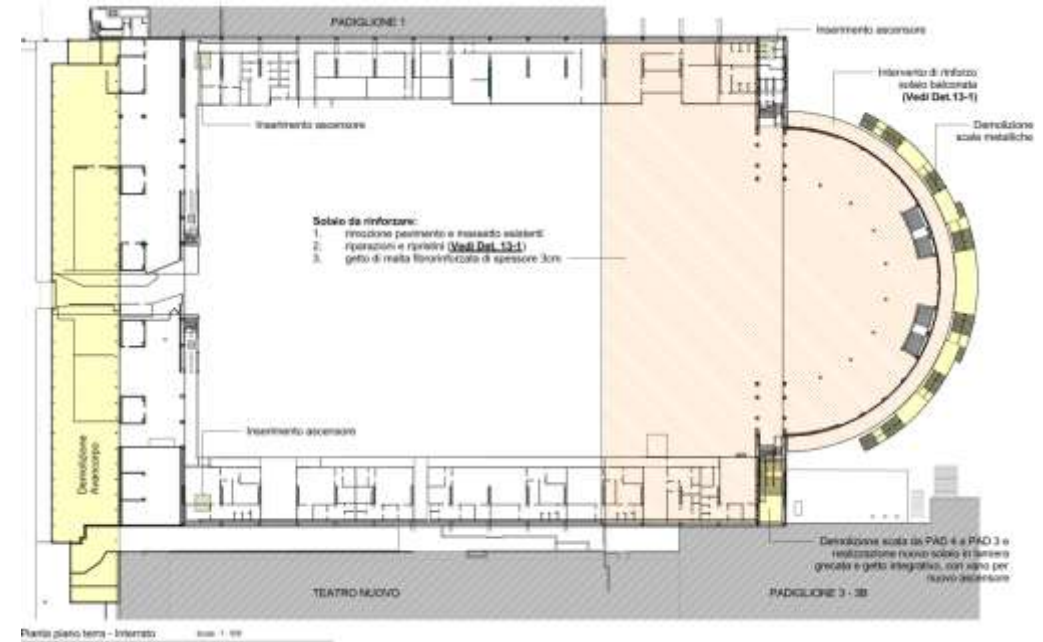 PADIGLIONE 1
Inserimento ascensore
Intervento di rinforzo
solaio balconata
(Vedi Det.13-1)
Demolizione
scale metalliche
Inserimento ascensore
Solaio da rinforzare:
1. rimozione pavimento e massetto esistenti
2. riparazioni e ripristini (Vedi Det. 13-1)
3. getto di malta fibrorinforzata di spessore 3cm
Inserimento ascensore
Demolizione
Avancorpo
Demolizione scala da PAD 4 a PAD 3 e
realizzazione nuovo solaio in lamiera
grecata e getto integrativo, con vano per
nuovo ascensore
TEATRO NUOVO
PADIGLIONE 3 - 3B
Pianta piano terra - Interrato